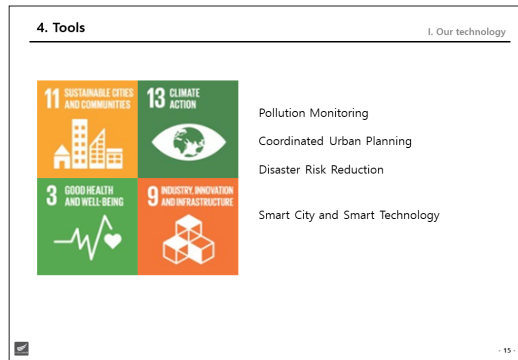 4. Tools
I. Our technology
11 SUSTAINABLE CITIES
AND COMMUNITIES
13 CLIMATE
ACTION
3 GOOD HEALTH
AND WELL-BEING
9 INDUSTRY, INNOVATION
AND INFRASTRUCTURE
Pollution Monitoring
Coordinated Urban Planning
Disaster Risk Reduction
Smart City and Smart Technology
- 15 -